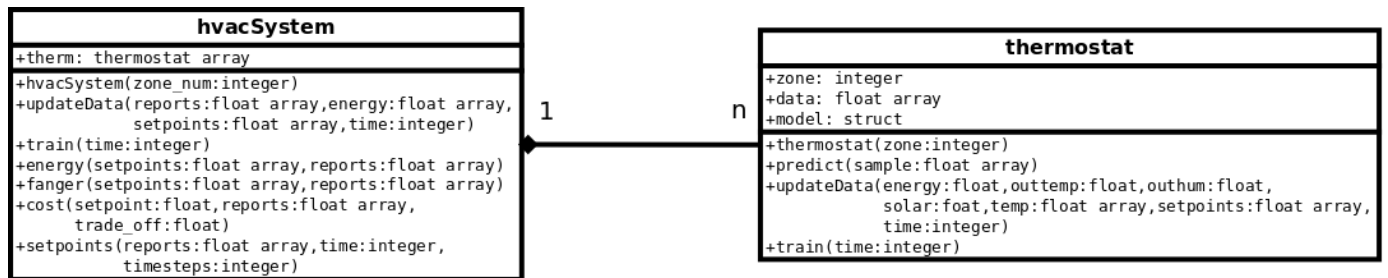 hvacSystem
+therm: thermostat array
+hvacSystem(zone_num:integer)
+updateData(reports:float array,energy:float array,
setpoints:float array,time:integer)
+train(time:integer)
+energy(setpoints:float array,reports:float array)
+fanger(setpoints:float array,reports:float array)
+cost(setpoint:float,reports:float array,
trade_off:float)
+setpoints(reports:float array,time:integer,
timesteps:integer)
1
n
thermostat
+zone: integer
+data: float array
+model: struct
+thermostat(zone:integer)
+predict(sample:float array)
+updateData(energy:float,outtemp:float,outhum:float,
solar:foat,temp:float array,setpoints:float array,
time:integer)
+train(time:integer)